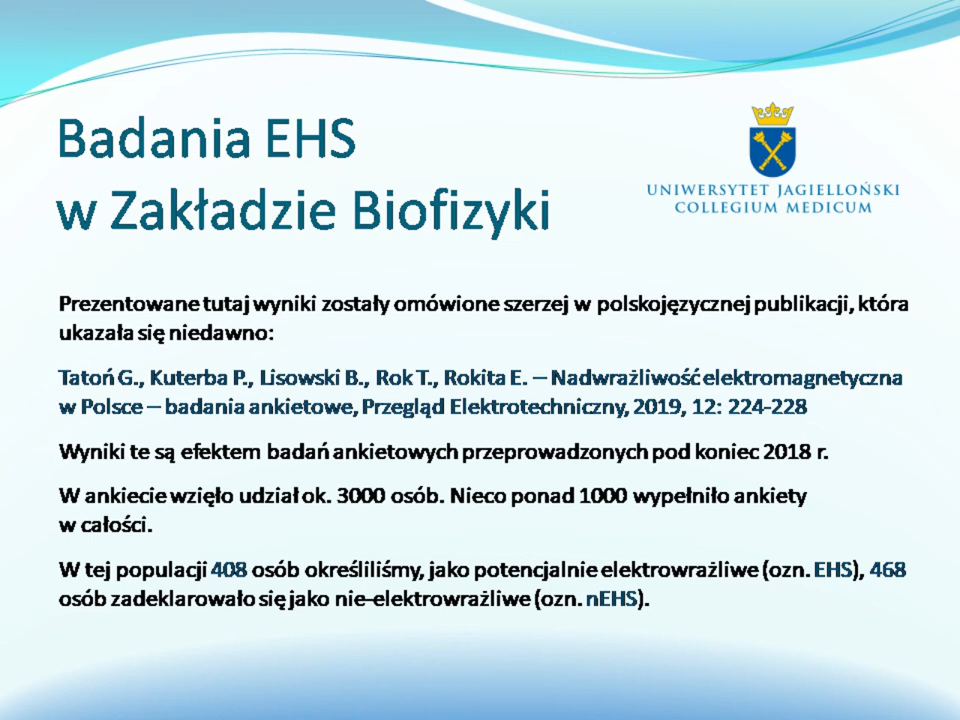 Badania EHS
w Zakładzie Biofizyki
UNIWERSYTET JAGIELLOŃSKI
COLLEGIUM MEDICUM
Prezentowane tutaj wyniki zostały omówione szerzej w polskojęzycznej publikacji, która
ukazała się niedawno:
Tatoń G., Kuterba P., Lisowski B., Rok T., Rokita E. – Nadwrażliwość elektromagnetyczna
w Polsce – badania ankietowe, Przegląd Elektrotechniczny, 2019, 12: 224-228
Wyniki te są efektem badań ankietowych przeprowadzonych pod koniec 2018 r.
W ankiecie wzięło udział ok. 3000 osób. Nieco ponad 1000 wypełniło ankiety
w całości.
W tej populacji 408 osób określiliśmy, jako potencjalnie elektrowrażliwe (ozn. EHS), 468
osób zadeklarowało się jako nie-elektrowrażliwe (ozn. nEHS).